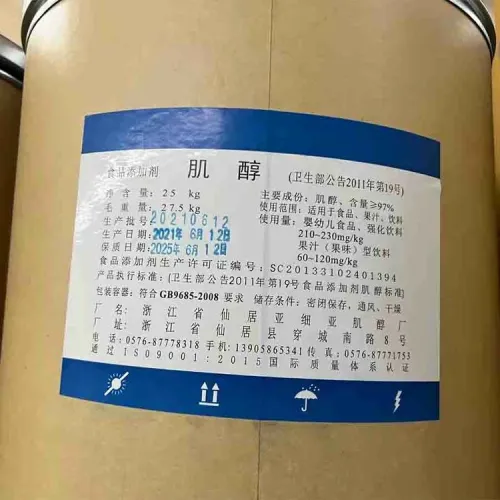 食品添加剂 肌醇 (卫生部公告2011年第19号)
净含量: 25 kg
毛重量: 27.5 kg
生产批号: 20210612
生产日期: 2021年 6月 12日
保质日期: 2025年 6月 12日
主要成份: 肌醇、含量≥97%
使用范围: 适用于食品、果汁、饮料
使用量: 婴幼儿食品、强化饮料
210~230mg/kg
果汁(果味)型饮料
60~120mg/kg
食品添加剂生产许可证编号: SC20133102401394
产品执行标准: (卫生部公告2011年第19号食品添加剂肌醇标准)
包装容器: 符合GB9685-2008 要求 储存条件: 密闭保存, 通风、干燥
厂名: 浙江省仙居亚细亚肌醇厂
厂址: 浙江省仙居县穿城南路8号
电话: 0576-87778318 手机: 13905865341 传真: 0576-87771753
通过ISO9001:2015国际质量体系认证